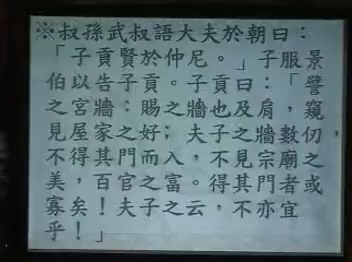 ※叔孫武叔語大夫於朝曰：
「子貢賢於仲尼。」子服景
伯以告子貢。子貢曰：「譬
之宮牆：賜之牆也及肩，窺
見屋家之好；夫子之牆數仞，
不得其門而入，不見宗廟之
美，百官之富。得其門者或
寡矣！夫子之云，不亦宜
乎！」